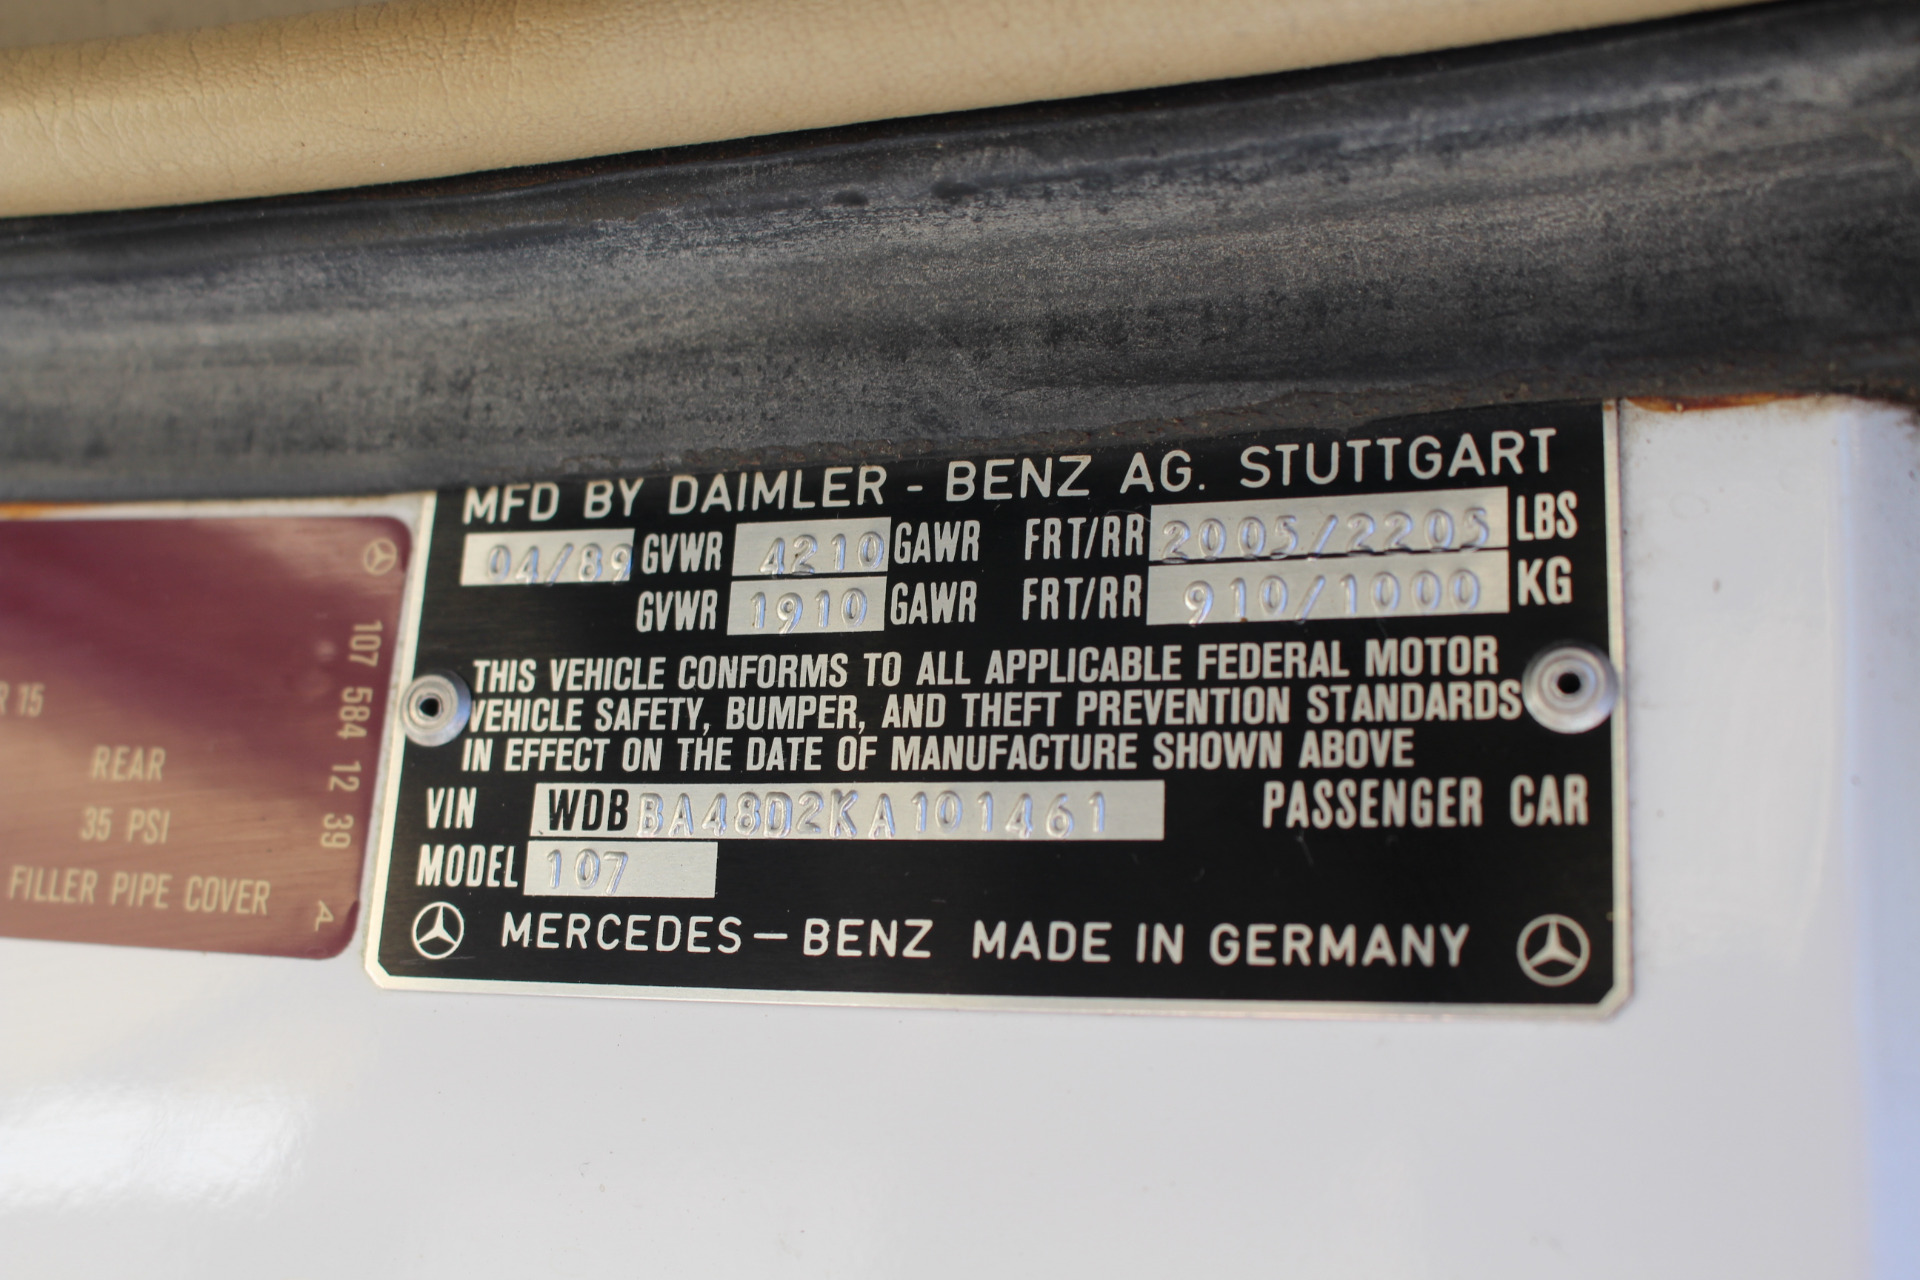 MFD BY DAIMLER - BENZ AG. STUTTGART
04/89 GVWR 4210 GAWR FRT/RR 2005/2205 LBS
GVWR 1910 GAWR FRT/RR 910/1000 KG
THIS VEHICLE CONFORMS TO ALL APPLICABLE FEDERAL MOTOR
VEHICLE SAFETY, BUMPER, AND THEFT PREVENTION STANDARDS
IN EFFECT ON THE DATE OF MANUFACTURE SHOWN ABOVE
VIN WDBBA48D2KA101461 PASSENGER CAR
MODEL 107
MERCEDES-BENZ MADE IN GERMANY
R 15
REAR
35 PSI
FILLER PIPE COVER
107 584 12 39 A